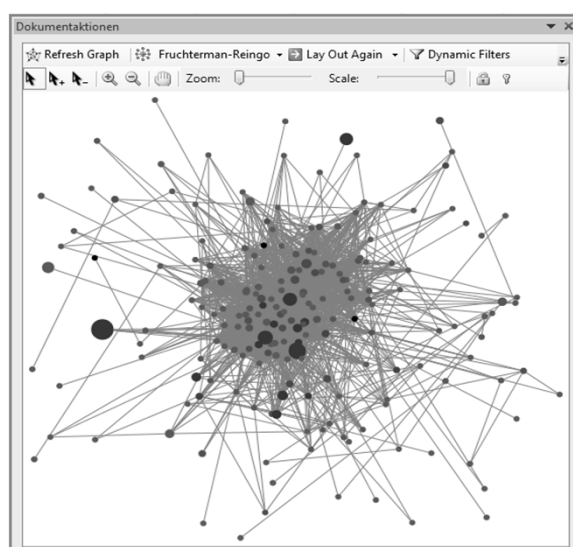 Dokumentaktionen
Refresh Graph Fruchterman-Reingo Lay Out Again Dynamic Filters
Zoom: Scale: